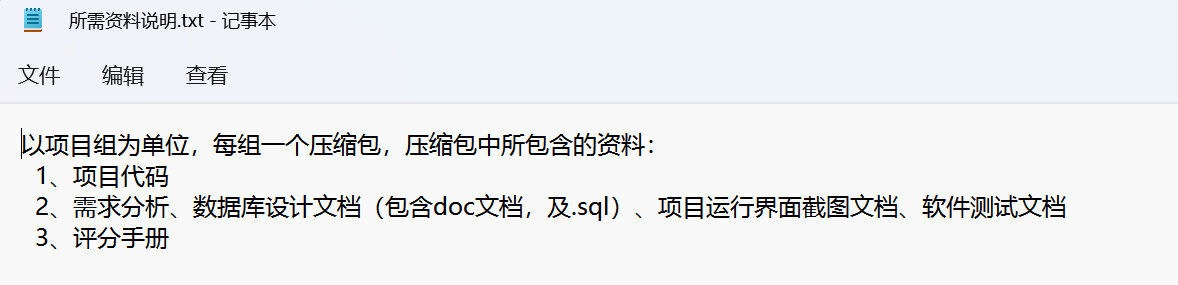 所需资料说明.txt - 记事本
文件 编辑 查看
以项目组为单位，每组一个压缩包，压缩包中所包含的资料：
1、项目代码
2、需求分析、数据库设计文档（包含doc文档，及.sql）、项目运行界面截图文档、软件测试文档
3、评分手册